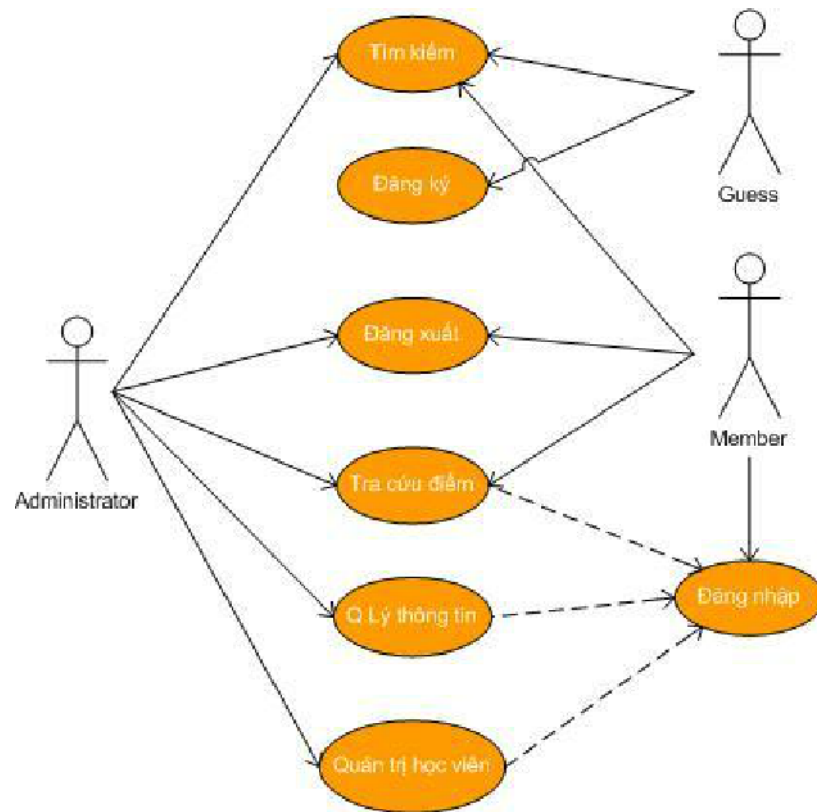 Tìm kiếm
Đăng ký
Guess
Đăng xuất
Member
Administrator
Tra cứu điểm
Đăng nhập
Q Lý thông tin
Quản trị học viên